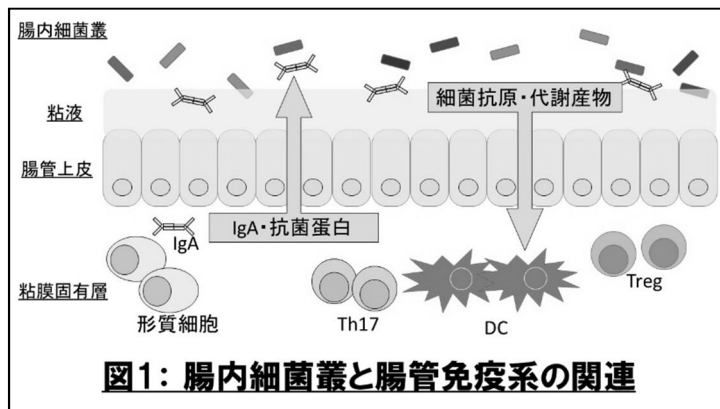 腸内細菌叢
粘液
細菌抗原・代謝産物
腸管上皮
IgA・抗菌蛋白
IgA
粘膜固有層
形質細胞
Th17
DC
Treg
図1: 腸内細菌叢と腸管免疫系の関連